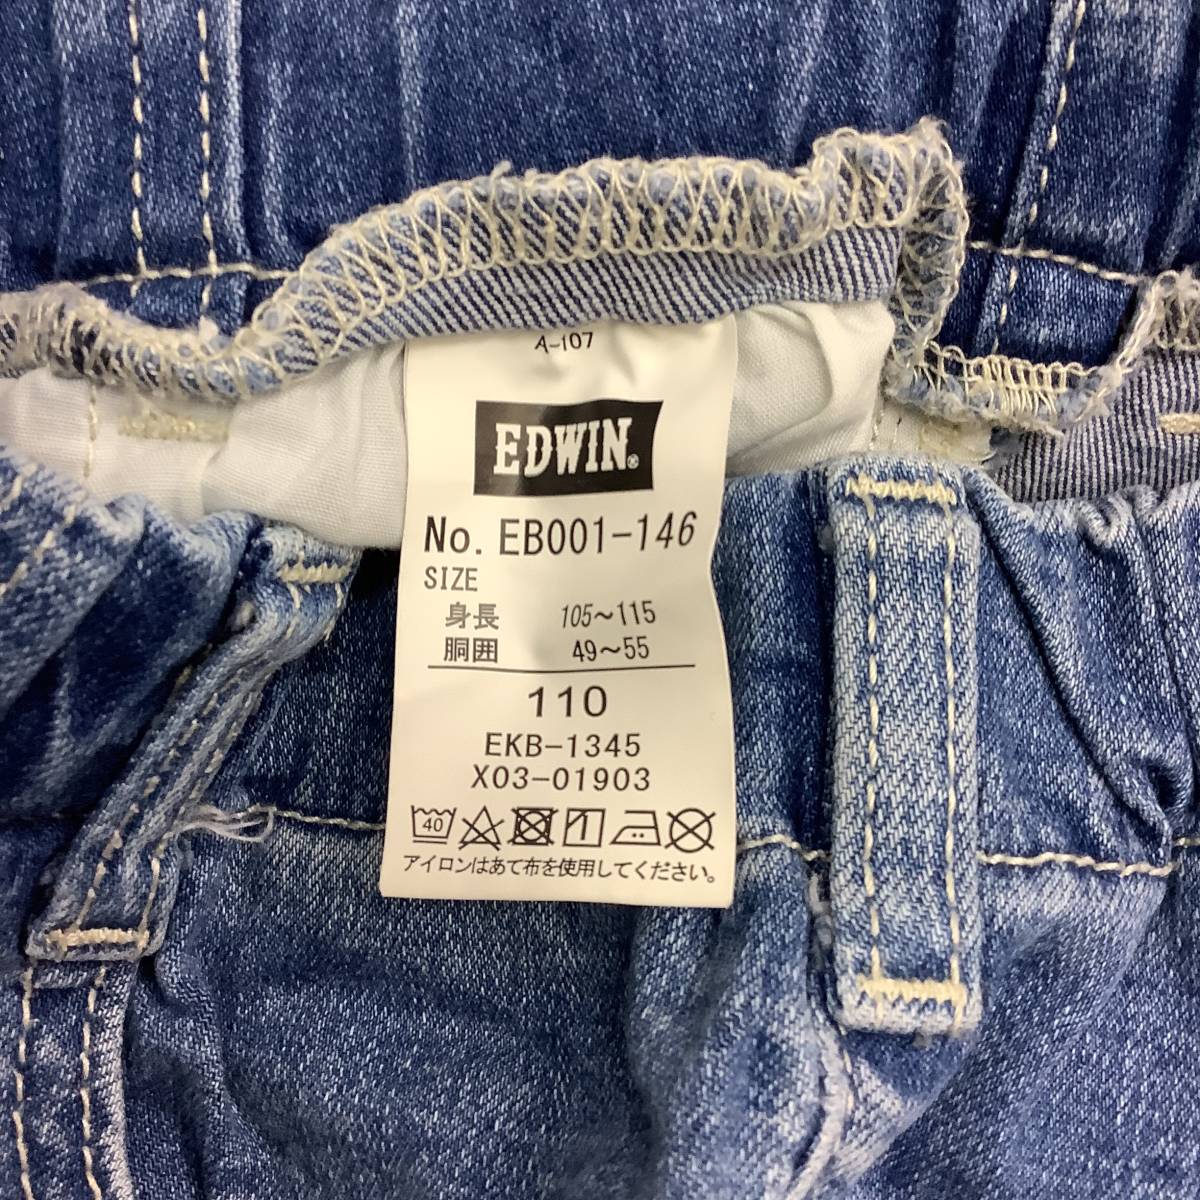 A-107
EDWIN®
No. EB001-146
SIZE
身長 105～115
胴囲 49～55
110
EKB-1345
X03-01903
40
アイロンはあて布を使用してください。